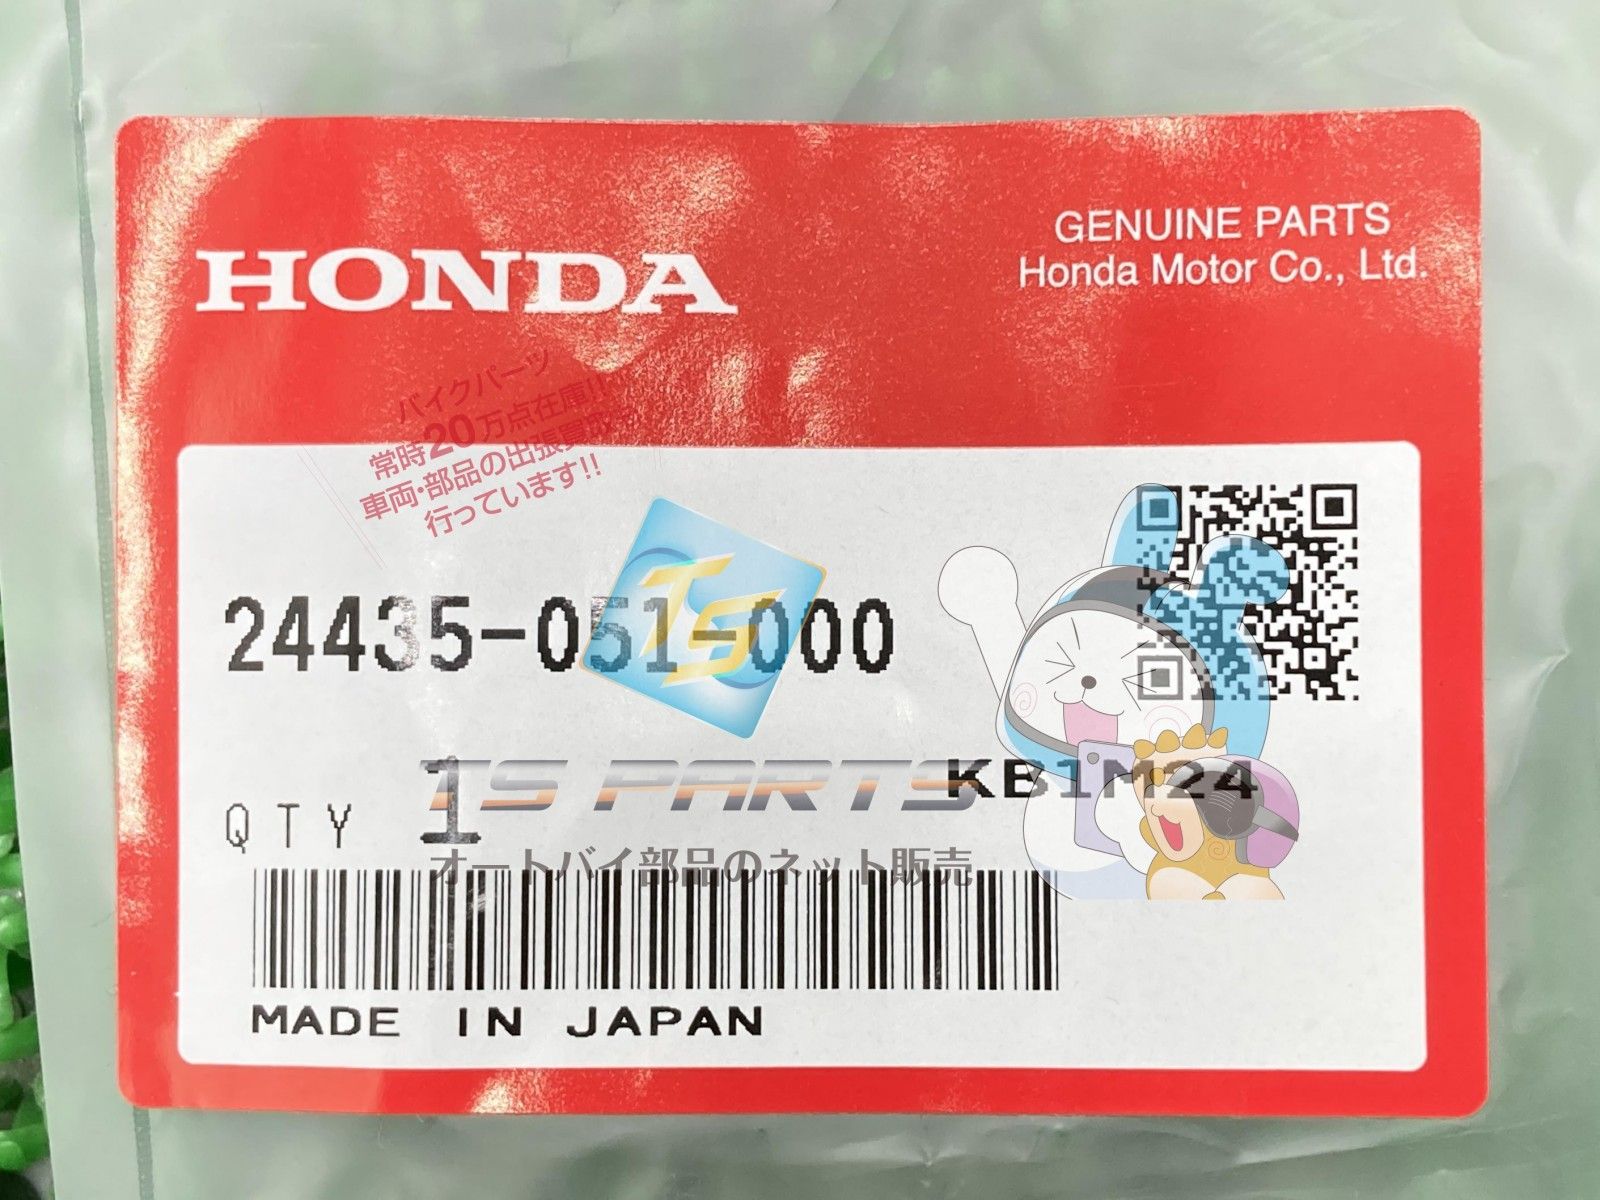 HONDA
GENUINE PARTS
Honda Motor Co., Ltd.
バイクパーツ
常時20万点在庫!!
車両・部品の出張買取
行っています!!
24435-051-000
TS
TS PARTS
KB1M24
QTY 1
オートバイ部品のネット販売
MADE IN JAPAN